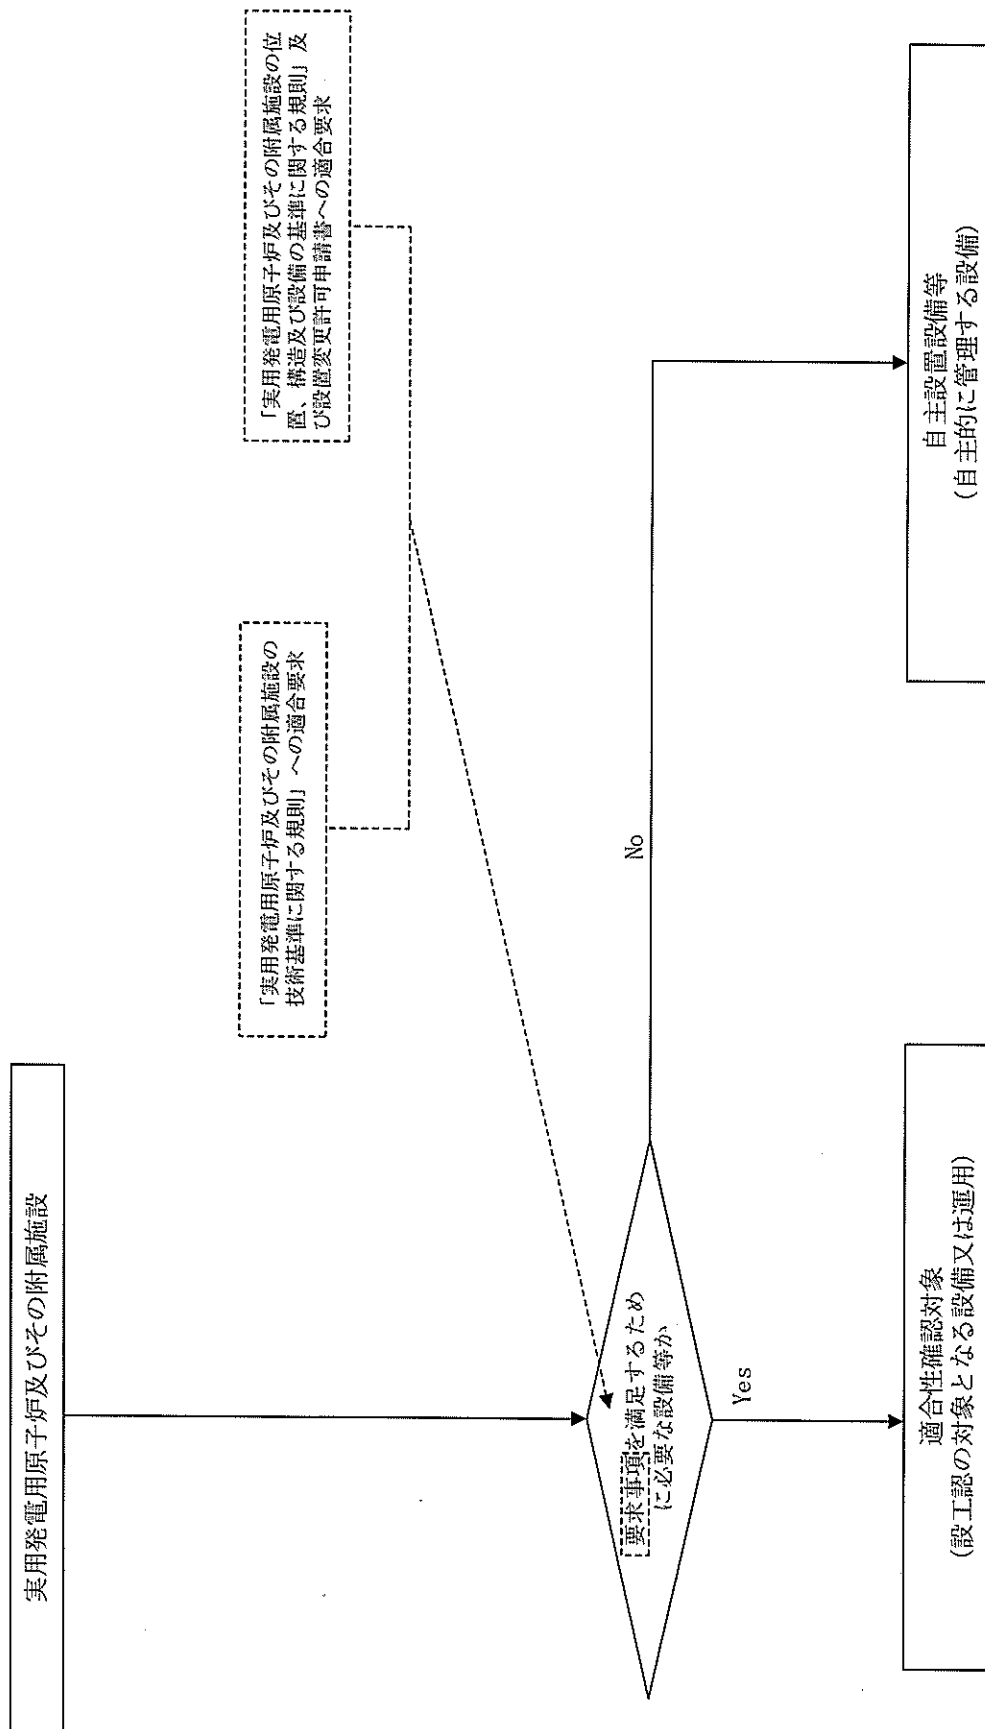 実用発電用原子炉及びその附属施設
「実用発電用原子炉及びその附属施設の
技術基準に関する規則」への適合要求
「実用発電用原子炉及びその附属施設の位
置、構造及び設備の基準に関する規則」及
び設置変更許可申請書への適合要求
要求事項を満足するため
に必要な設備等か
Yes
No
適合性確認対象
(設工認の対象となる設備又は運用)
自主設置設備等
(自主的に管理する設備)